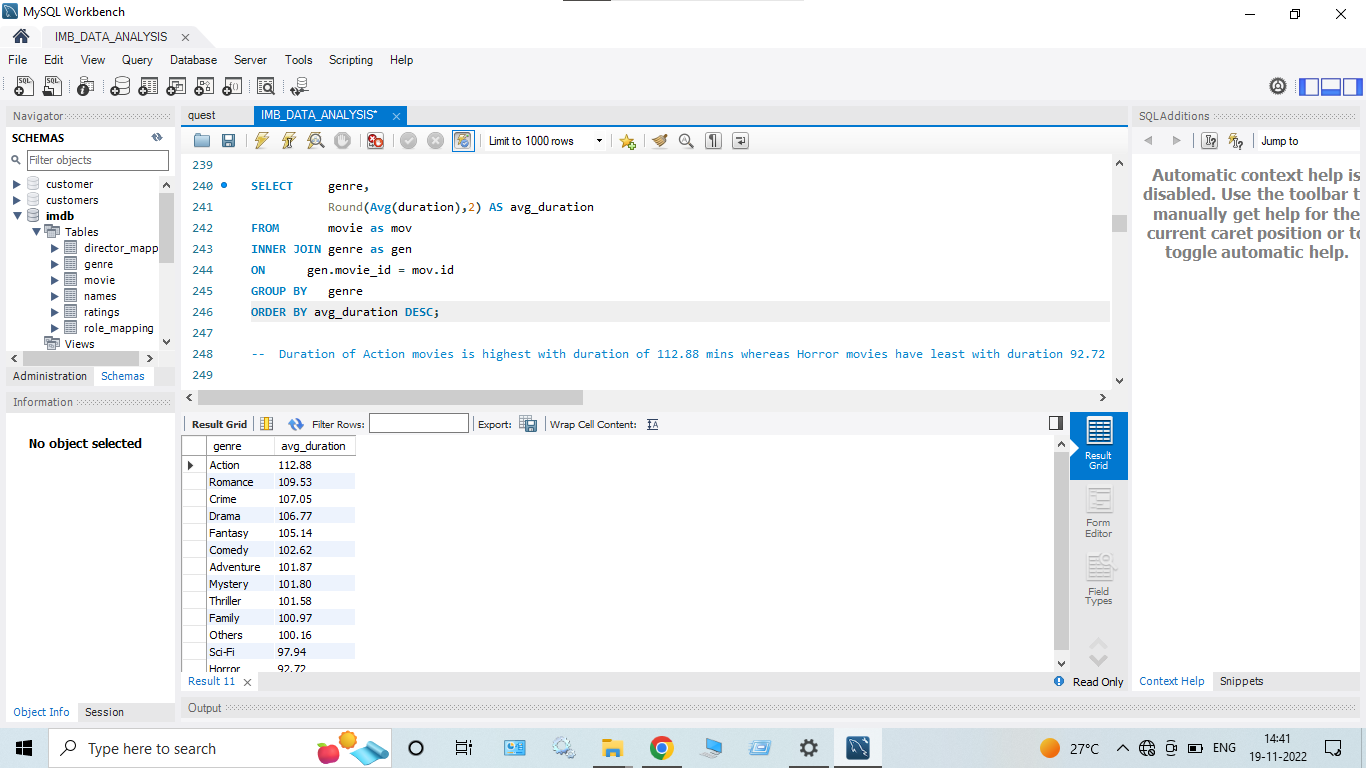 MySQL Workbench
IMB_DATA_ANALYSIS
File Edit View Query Database Server Tools Scripting Help
Navigator
SCHEMAS
Filter objects
customer
customers
imdb
Tables
director_mapp
genre
movie
names
ratings
role_mapping
Views
Administration Schemas
Information
No object selected
Object Info Session
quest IMB_DATA_ANALYSIS*
Limit to 1000 rows
239
240 SELECT genre,
241 Round(Avg(duration),2) AS avg_duration
242 FROM movie as mov
243 INNER JOIN genre as gen
244 ON gen.movie_id = mov.id
245 GROUP BY genre
246 ORDER BY avg_duration DESC;
247
248 -- Duration of Action movies is highest with duration of 112.88 mins whereas Horror movies have least with duration 92.72
249
Result Grid Filter Rows: Export: Wrap Cell Content:
genre avg_duration
Action 112.88
Romance 109.53
Crime 107.05
Drama 106.77
Fantasy 105.14
Comedy 102.62
Adventure 101.87
Mystery 101.80
Thriller 101.58
Family 100.97
Others 100.16
Sci-Fi 97.94
Horror 92.72
Result
Grid
Form
Editor
Field
Types
Result 11
Read Only
Output
SQLAdditions
Jump to
Automatic context help is
disabled. Use the toolbar t
manually get help for the
current caret position or to
toggle automatic help.
Context Help Snippets
Type here to search
27°C
ENG
14:41
19-11-2022